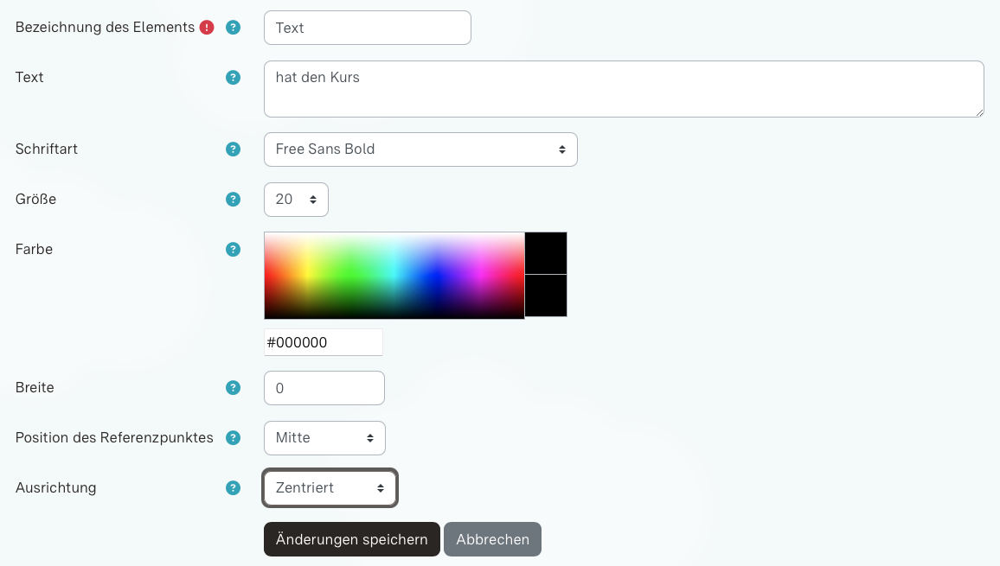 Bezeichnung des Elements ! ? Text
Text ? hat den Kurs
Schriftart ? Free Sans Bold
Größe ? 20
Farbe ?
#000000
Breite ? 0
Position des Referenzpunktes ? Mitte
Ausrichtung ? Zentriert
Änderungen speichern Abbrechen